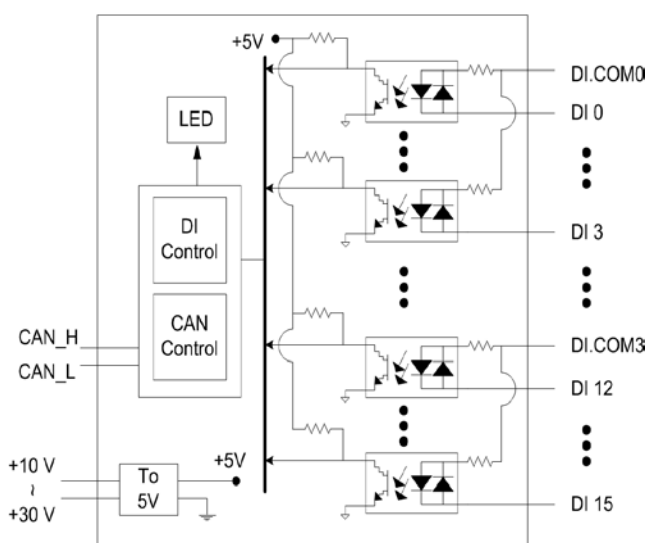 +5V
DI.COM0
LED
DI 0
DI
Control
DI 3
CAN
Control
CAN_H
CAN_L
DI.COM3
DI 12
+10 V
~
+30 V
To
5V
+5V
DI 15